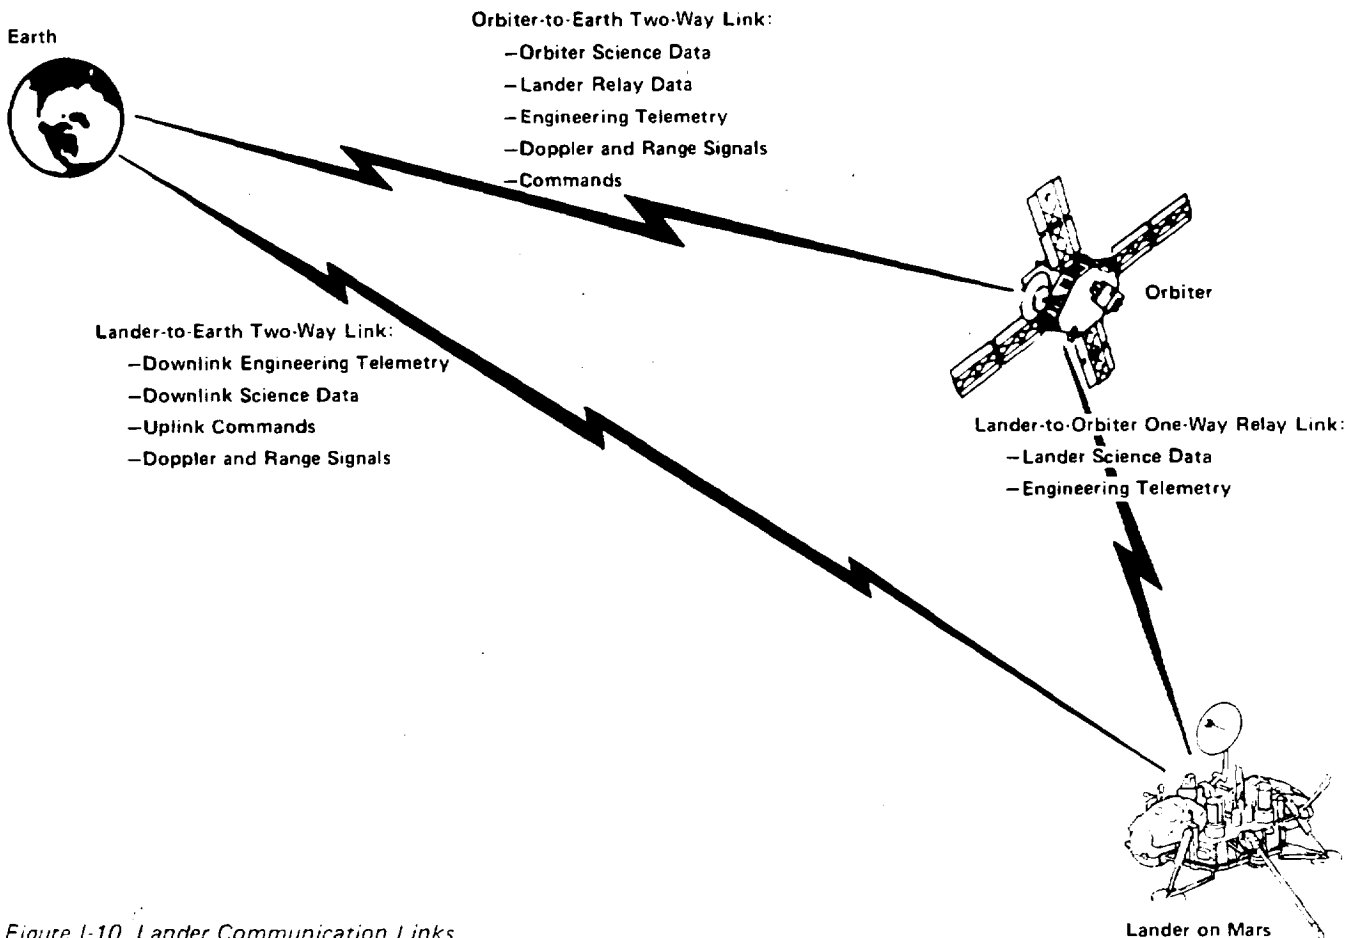 Earth
Orbiter-to-Earth Two-Way Link:
—Orbiter Science Data
—Lander Relay Data
—Engineering Telemetry
—Doppler and Range Signals
—Commands
Orbiter
Lander-to-Earth Two-Way Link:
—Downlink Engineering Telemetry
—Downlink Science Data
—Uplink Commands
—Doppler and Range Signals
Lander-to-Orbiter One-Way Relay Link:
—Lander Science Data
—Engineering Telemetry
Lander on Mars
Figure I-10 Lander Communication Links